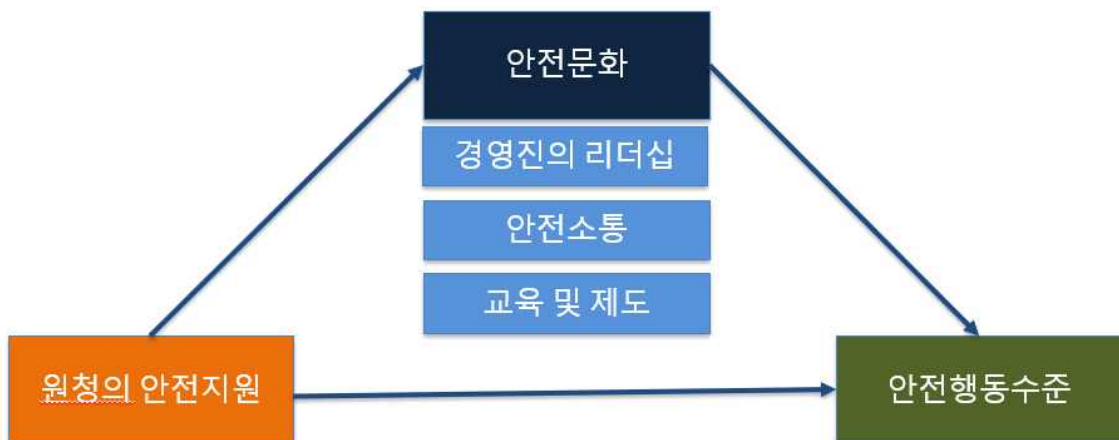 안전문화
경영진의 리더십
안전소통
교육 및 제도
원청의 안전지원
안전행동수준